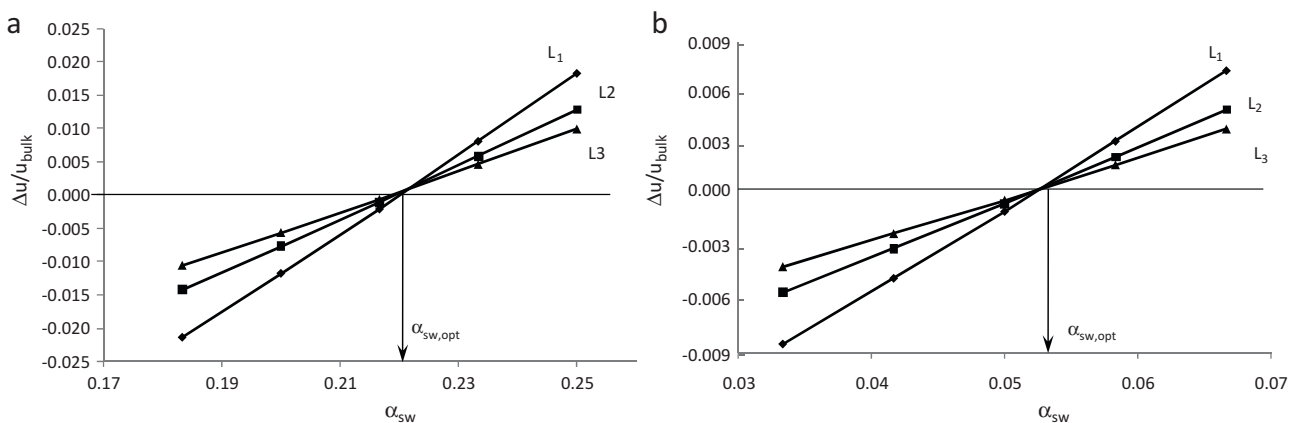 a
0.025
0.020
0.015
0.010
0.005
0.000
-0.005
-0.010
-0.015
-0.020
-0.025
Δu/u_bulk
0.17
0.19
0.21
0.23
0.25
α_sw
L_1
L2
L3
α_sw,opt
b
0.009
0.006
0.003
0.000
-0.003
-0.006
-0.009
Δu/u_bulk
0.03
0.04
0.05
0.06
0.07
α_sw
L_1
L_2
L_3
α_sw,opt